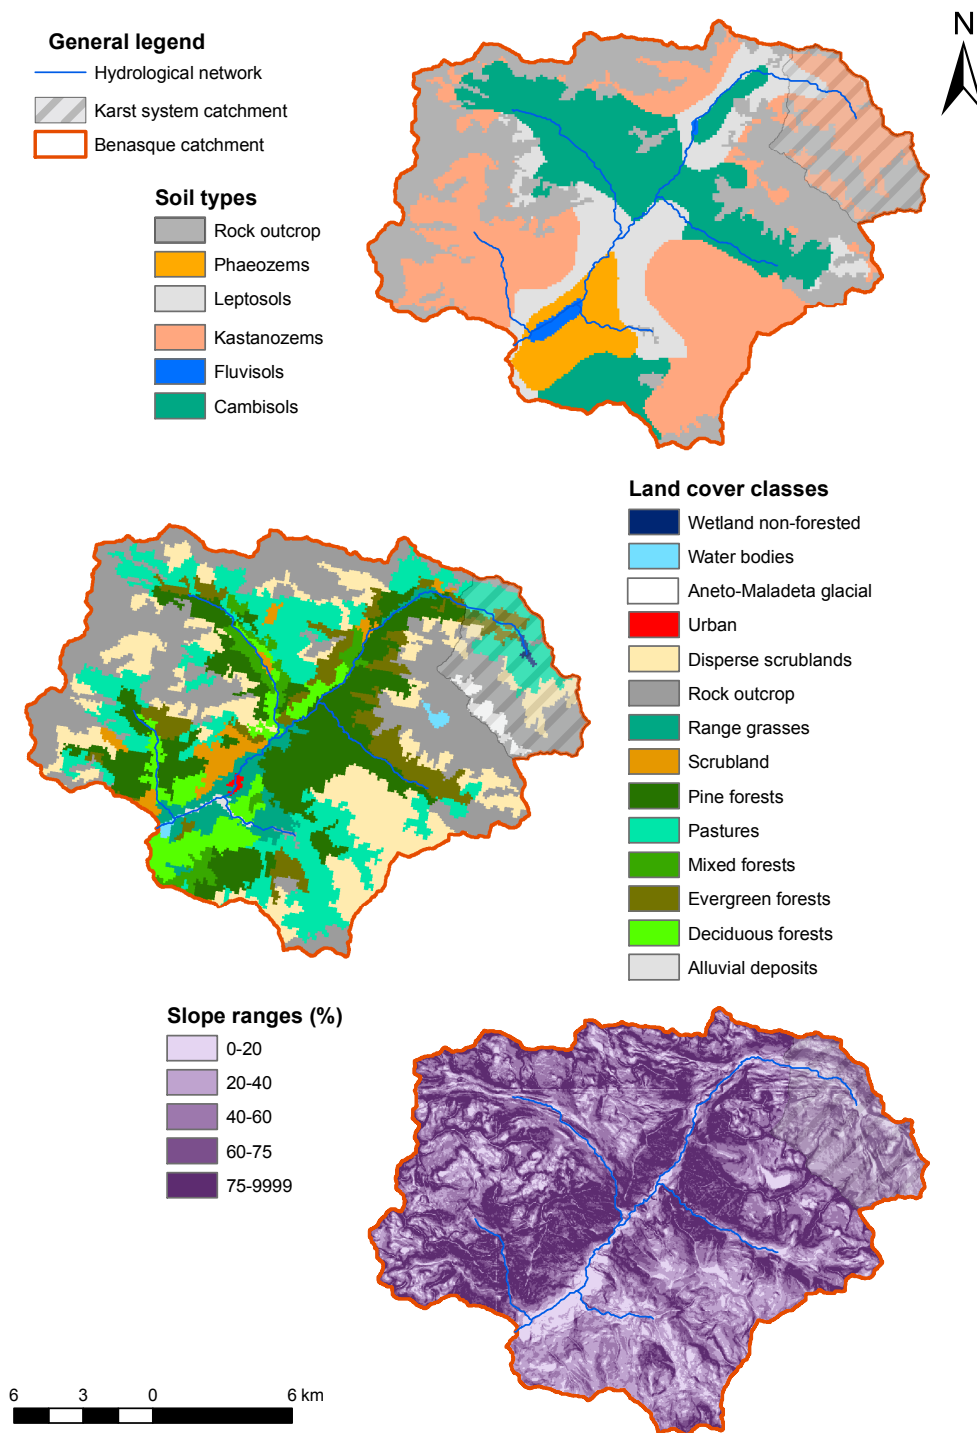 General legend
Hydrological network
Karst system catchment
Benasque catchment
N
Soil types
Rock outcrop
Phaeozems
Leptosols
Kastanozems
Fluvisols
Cambisols
Land cover classes
Wetland non-forested
Water bodies
Aneto-Maladeta glacial
Urban
Disperse scrublands
Rock outcrop
Range grasses
Scrubland
Pine forests
Pastures
Mixed forests
Evergreen forests
Deciduous forests
Alluvial deposits
Slope ranges (%)
0-20
20-40
40-60
60-75
75-9999
6 3 0 6 km